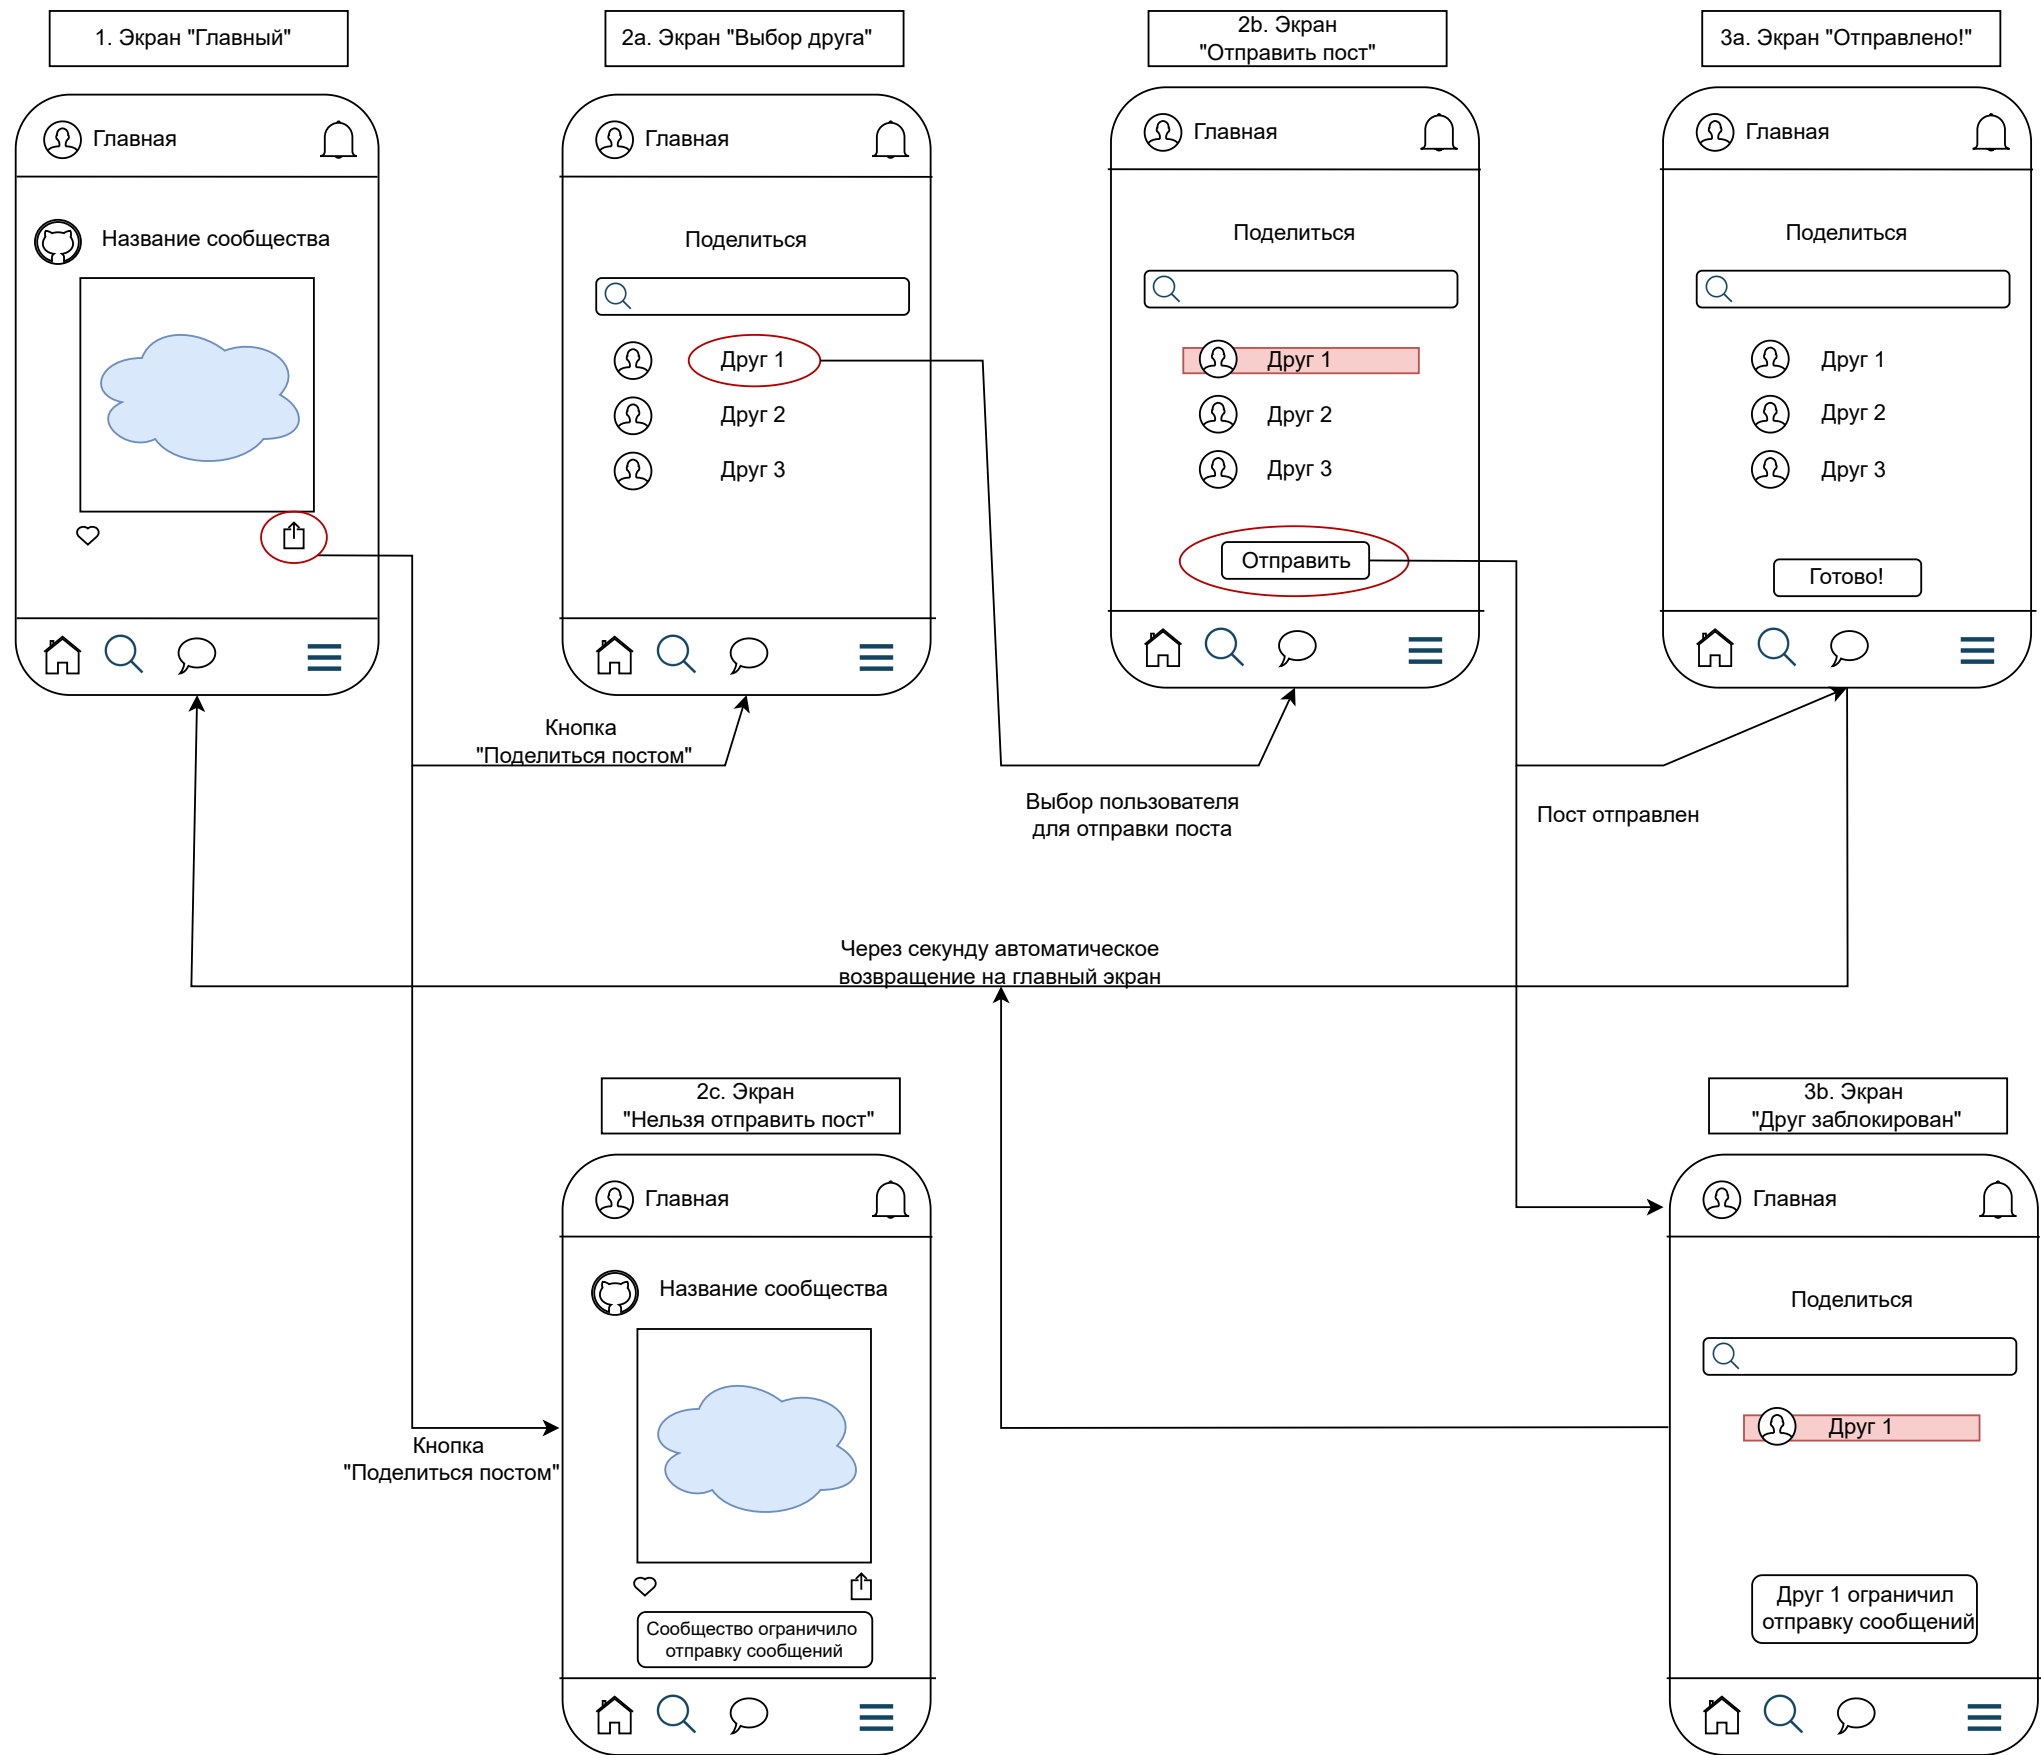 1. Экран "Главный"
2a. Экран "Выбор друга"
2b. Экран
"Отправить пост"
3a. Экран "Отправлено!"
Главная
Название сообщества
Главная
Поделиться
Друг 1
Друг 2
Друг 3
Главная
Поделиться
Друг 1
Друг 2
Друг 3
Отправить
Главная
Поделиться
Друг 1
Друг 2
Друг 3
Готово!
Кнопка
"Поделиться постом"
Выбор пользователя
для отправки поста
Пост отправлен
Через секунду автоматическое
возвращение на главный экран
2c. Экран
"Нельзя отправить пост"
3b. Экран
"Друг заблокирован"
Кнопка
"Поделиться постом"
Главная
Название сообщества
Сообщество ограничило
отправку сообщений
Главная
Поделиться
Друг 1
Друг 1 ограничил
отправку сообщений